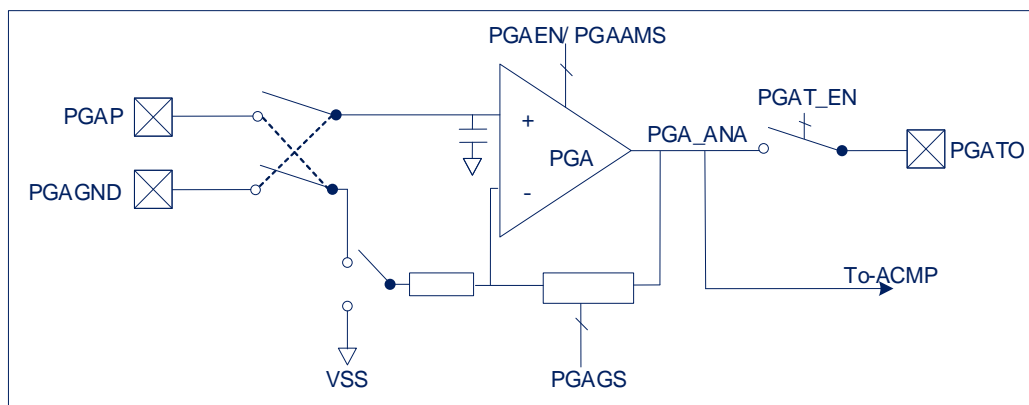 PGAEN/ PGAAMS
PGAP
PGAT_EN
+
PGA_ANA
PGA
PGATO
PGAGND
-
To-ACMP
VSS
PGAGS